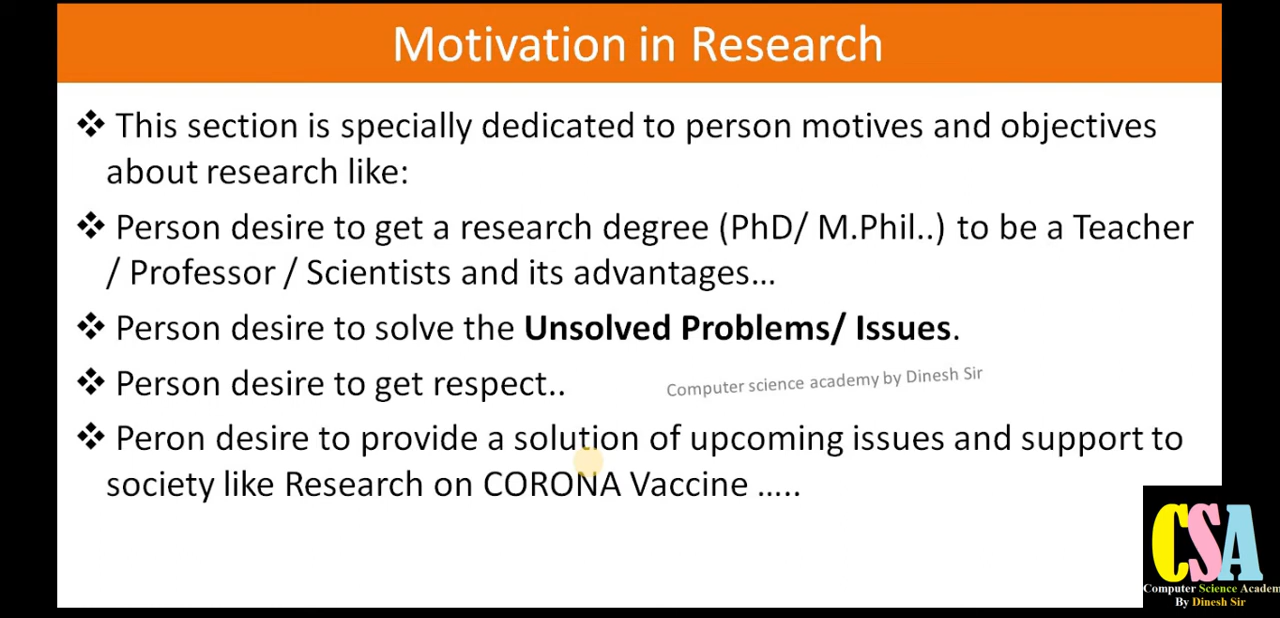 Motivation in Research
❖ This section is specially dedicated to person motives and objectives
about research like:
❖ Person desire to get a research degree (PhD/ M.Phil..) to be a Teacher
/ Professor / Scientists and its advantages...
❖ Person desire to solve the Unsolved Problems/ Issues.
❖ Person desire to get respect..
Computer science academy by Dinesh Sir
❖ Peron desire to provide a solution of upcoming issues and support to
society like Research on CORONA Vaccine .....
CSA
Computer Science Academ
By Dinesh Sir